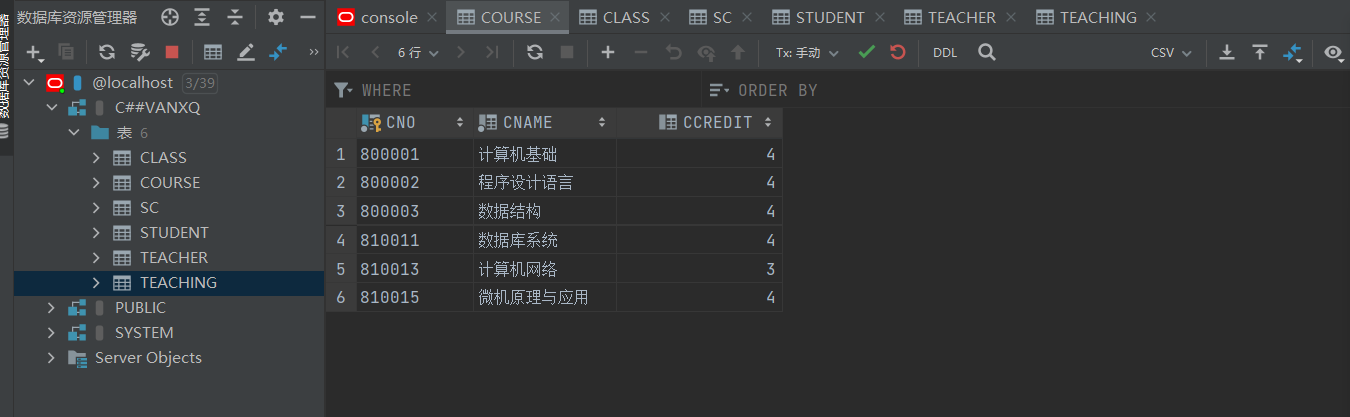 数据库资源管理器
数据库资源管理器
3/39
@localhost
C##VANXQ
表 6
CLASS
COURSE
SC
STUDENT
TEACHER
TEACHING
PUBLIC
SYSTEM
Server Objects
console COURSE CLASS SC STUDENT TEACHER TEACHING
6 行 Tx: 手动 DDL CSV
WHERE ORDER BY
CNO CNAME CCREDIT
1 800001 计算机基础 4
2 800002 程序设计语言 4
3 800003 数据结构 4
4 810011 数据库系统 4
5 810013 计算机网络 3
6 810015 微机原理与应用 4